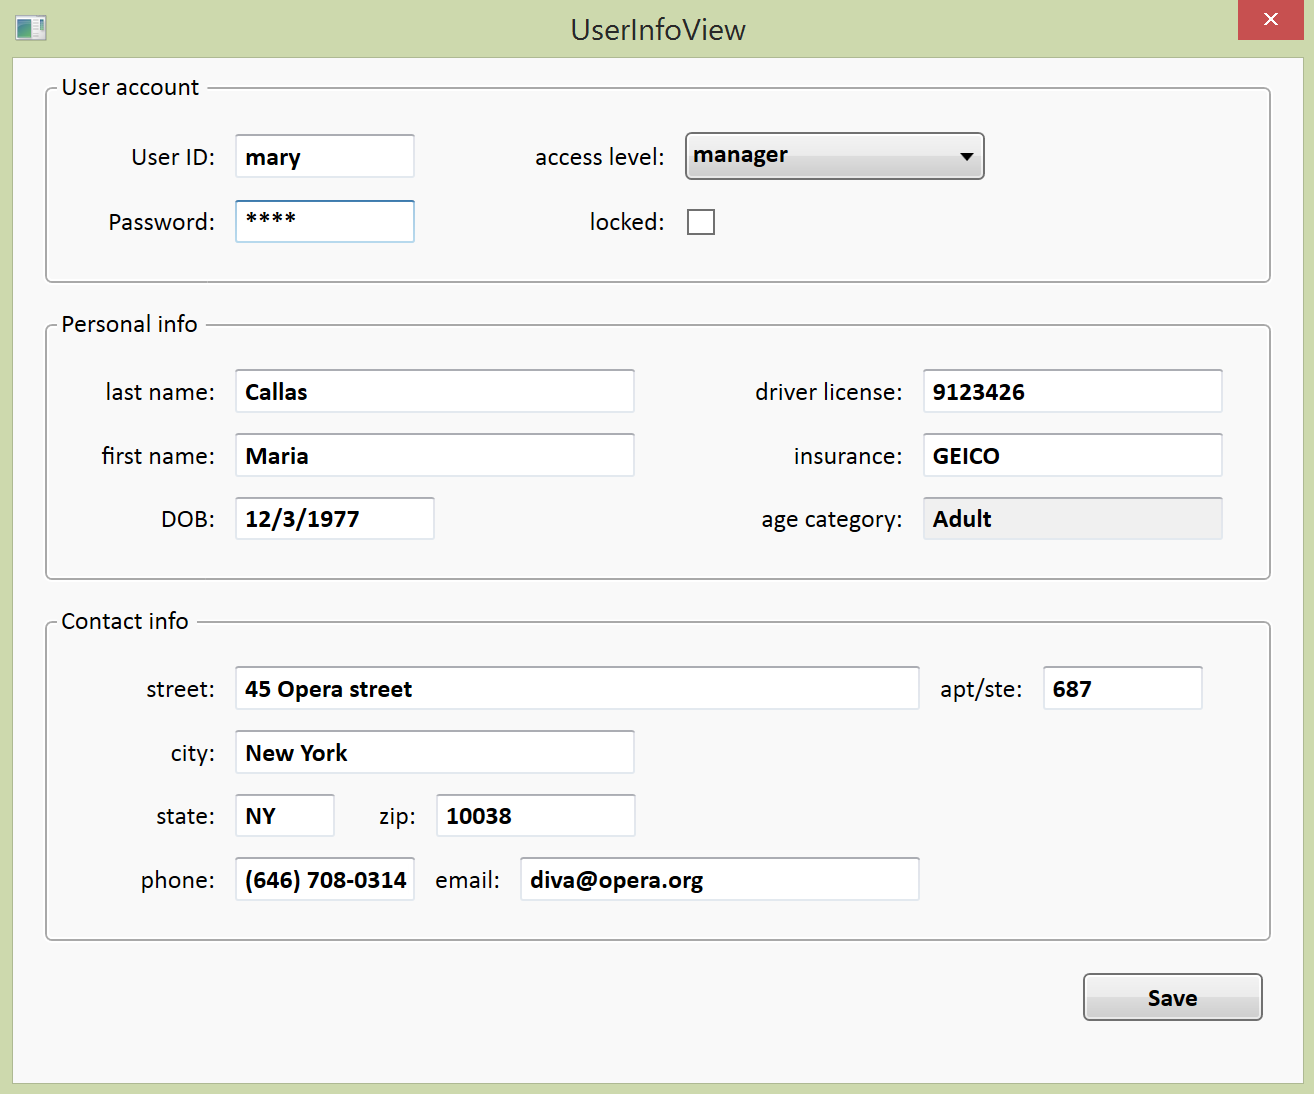 UserInfoView
User account
User ID: mary access level: manager
Password: **** locked:
Personal info
last name: Callas driver license: 9123426
first name: Maria insurance: GEICO
DOB: 12/3/1977 age category: Adult
Contact info
street: 45 Opera street apt/ste: 687
city: New York
state: NY zip: 10038
phone: (646) 708-0314 email: diva@opera.org
Save